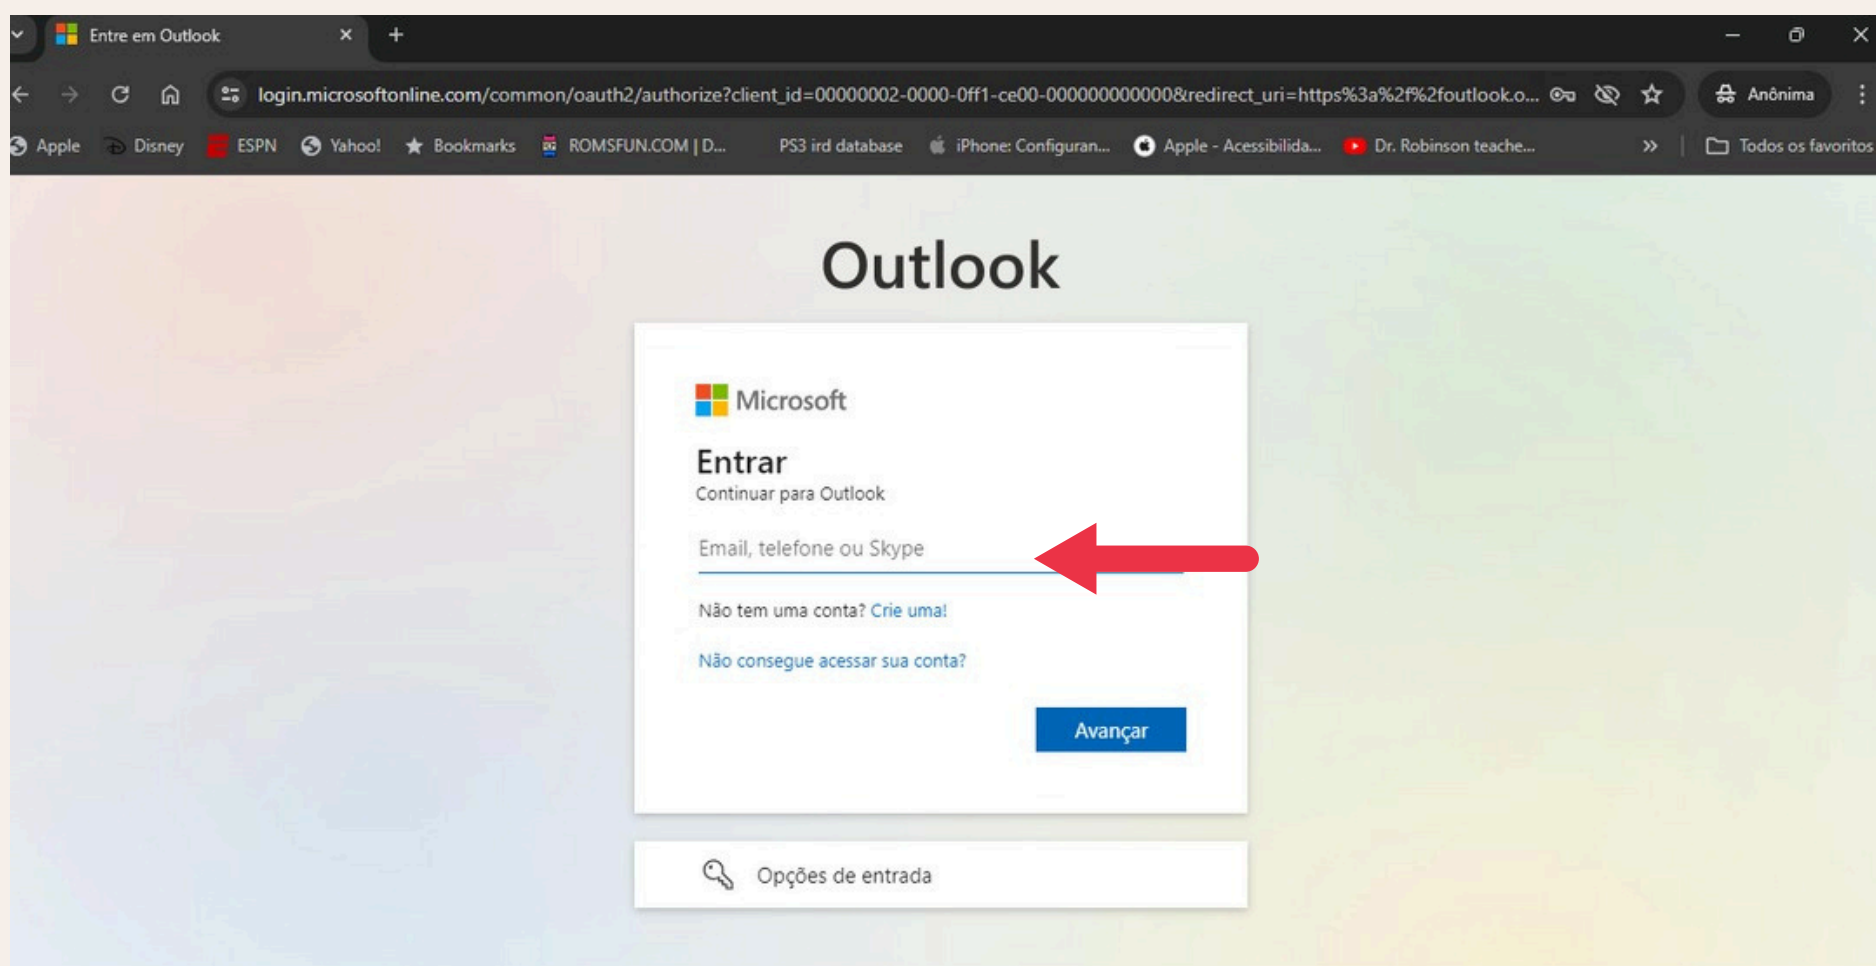 Entre em Outlook
login.microsoftonline.com/common/oauth2/authorize?client_id=00000002-0000-0ff1-ce00-000000000000&redirect_uri=https%3a%2f%2foutlook.o... Anônima
Apple Disney ESPN Yahoo! Bookmarks ROMSFUN.COM | D... PS3 ird database iPhone: Configuran... Apple - Acessibilida... Dr. Robinson teache... » Todos os favoritos
Outlook
Microsoft
Entrar
Continuar para Outlook
Email, telefone ou Skype
Não tem uma conta? Crie uma!
Não consegue acessar sua conta?
Avançar
Opções de entrada